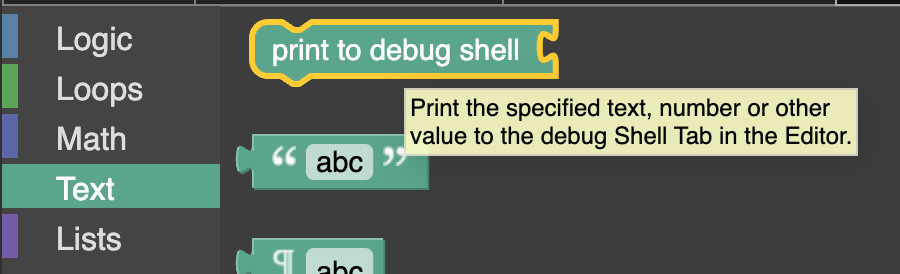 Logic
Loops
Math
Text
Lists
print to debug shell
Print the specified text, number or other
value to the debug Shell Tab in the Editor.
“ abc ”
¶ abc